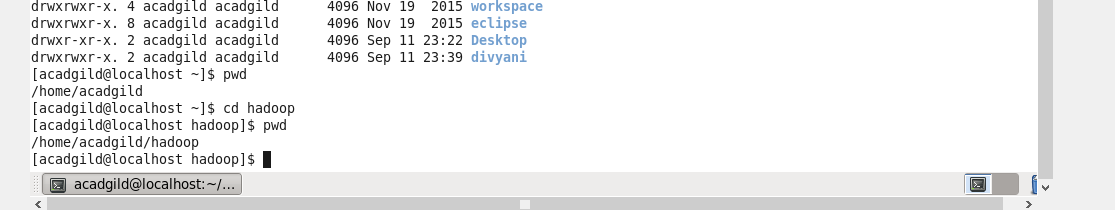 drwxrwxr-x. 4 acadgild acadgild      4096 Nov 19  2015 workspace
drwxrwxr-x. 8 acadgild acadgild      4096 Nov 19  2015 eclipse
drwxr-xr-x. 2 acadgild acadgild      4096 Sep 11 23:22 Desktop
drwxrwxr-x. 2 acadgild acadgild      4096 Sep 11 23:39 divyani
[acadgild@localhost ~]$ pwd
/home/acadgild
[acadgild@localhost ~]$ cd hadoop
[acadgild@localhost hadoop]$ pwd
/home/acadgild/hadoop
[acadgild@localhost hadoop]$
acadgild@localhost:~/...